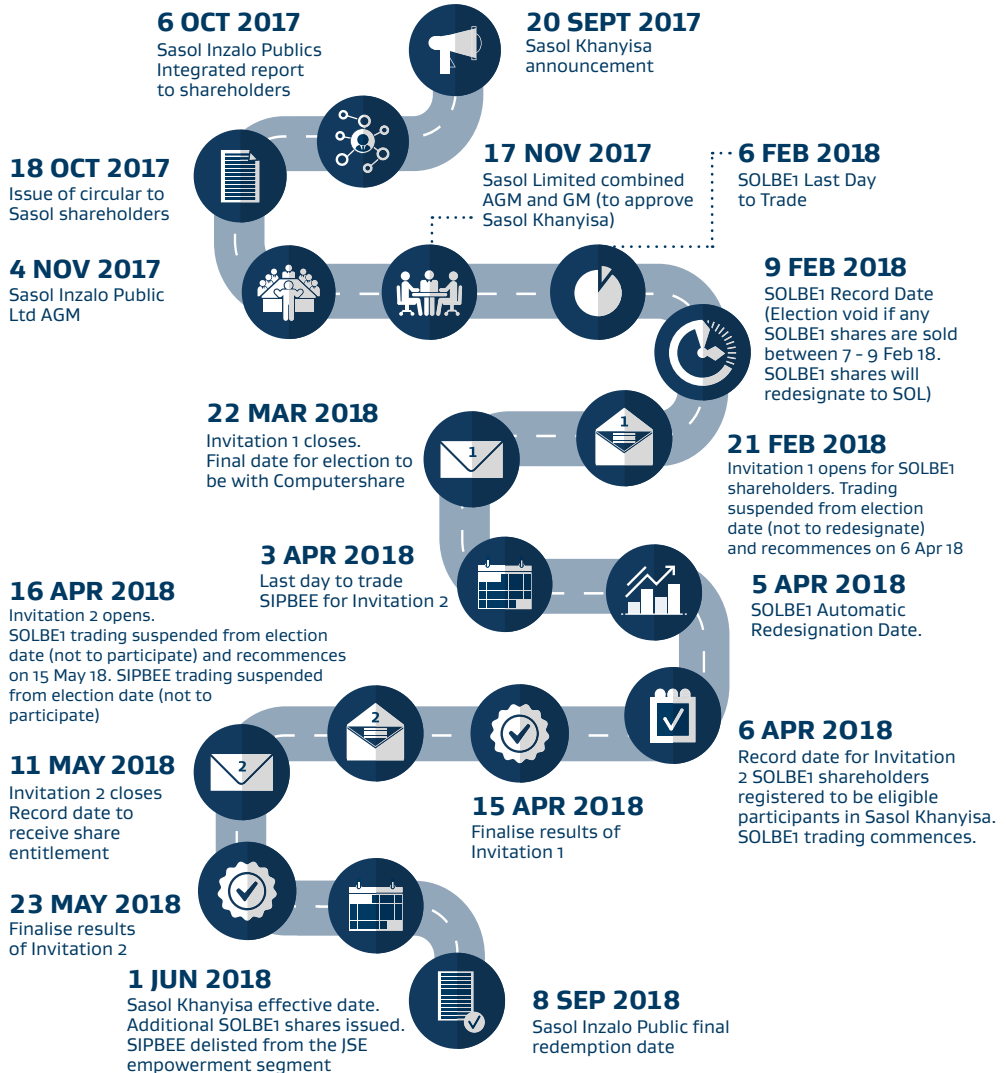 20 SEPT 2017
Sasol Khanyisa
announcement
6 OCT 2017
Sasol Inzalo Publics
Integrated report
to shareholders
18 OCT 2017
Issue of circular to
Sasol shareholders
4 NOV 2017
Sasol Inzalo Public
Ltd AGM
17 NOV 2017
Sasol Limited combined
AGM and GM (to approve
Sasol Khanyisa)
6 FEB 2018
SOLBE1 Last Day
to Trade
9 FEB 2018
SOLBE1 Record Date
(Election void if any
SOLBE1 shares are sold
between 7 - 9 Feb 18.
SOLBE1 shares will
redesignate to SOL)
1
21 FEB 2018
Invitation 1 opens for SOLBE1
shareholders. Trading
suspended from election
date (not to redesignate)
and recommences on 6 Apr 18
1
22 MAR 2018
Invitation 1 closes.
Final date for election to
be with Computershare
3 APR 2018
Last day to trade
SIPBEE for Invitation 2
5 APR 2018
SOLBE1 Automatic
Redesignation Date.
6 APR 2018
Record date for Invitation
2 SOLBE1 shareholders
registered to be eligible
participants in Sasol Khanyisa.
SOLBE1 trading commences.
15 APR 2018
Finalise results of
Invitation 1
2
16 APR 2018
Invitation 2 opens.
SOLBE1 trading suspended from election
date (not to participate) and recommences
on 15 May 18. SIPBEE trading suspended
from election date (not to
participate)
2
11 MAY 2018
Invitation 2 closes
Record date to
receive share
entitlement
23 MAY 2018
Finalise results
of Invitation 2
1 JUN 2018
Sasol Khanyisa effective date.
Additional SOLBE1 shares issued.
SIPBEE delisted from the JSE
empowerment segment
8 SEP 2018
Sasol Inzalo Public final
redemption date